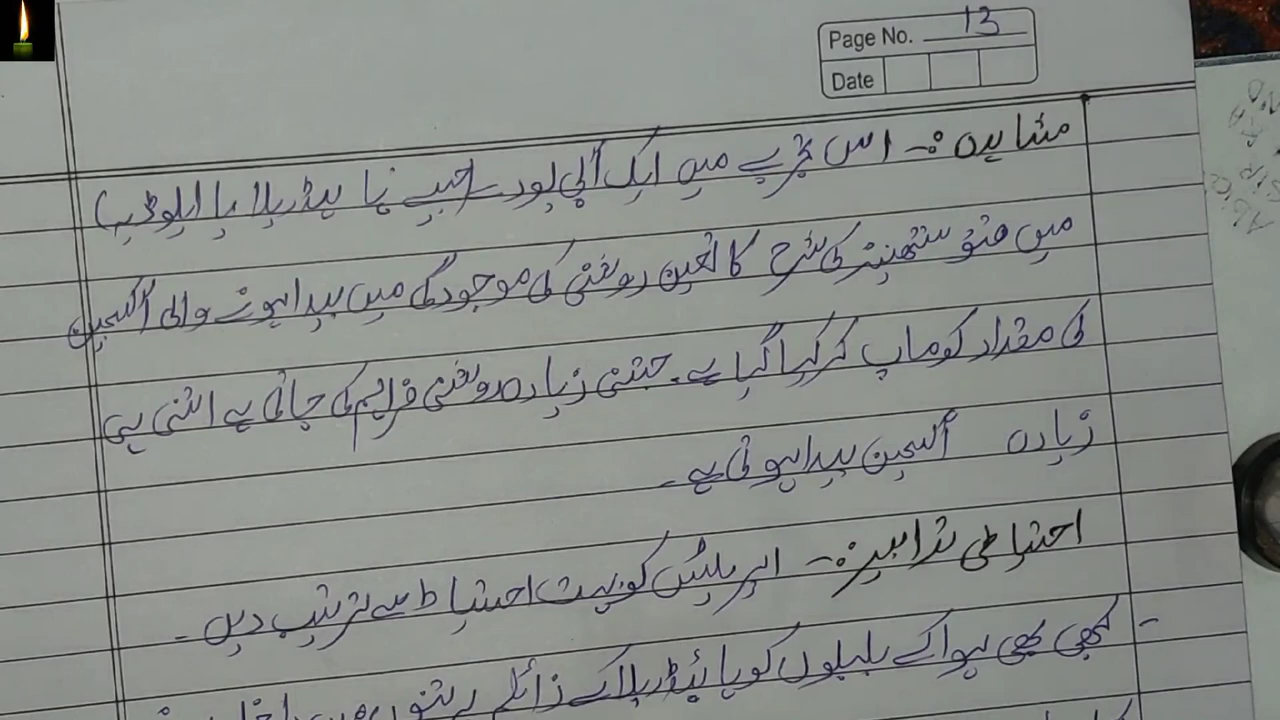 Page No. 13
Date
مشاہدہ :- اس تجربے میں ایک آبی پودے (جیسے ہائیڈریلا یا ایلوڈیا)
میں فوٹو سنتھیسز کی شرح کا تعین روشنی کی موجودگی میں پیدا ہونے والی آکسیجن
کی مقدار کو ماپ کر کیا گیا ہے۔ جتنی زیادہ روشنی فراہم کی جاتی ہے اتنی ہی
زیادہ آکسیجن پیدا ہوتی ہے۔
احتیاطی تدابیر :- اپریٹس کو بہت احتیاط سے ترتیب دیں۔
- کبھی بھی ہوا کے بلبلوں کو ہائیڈریلا کے